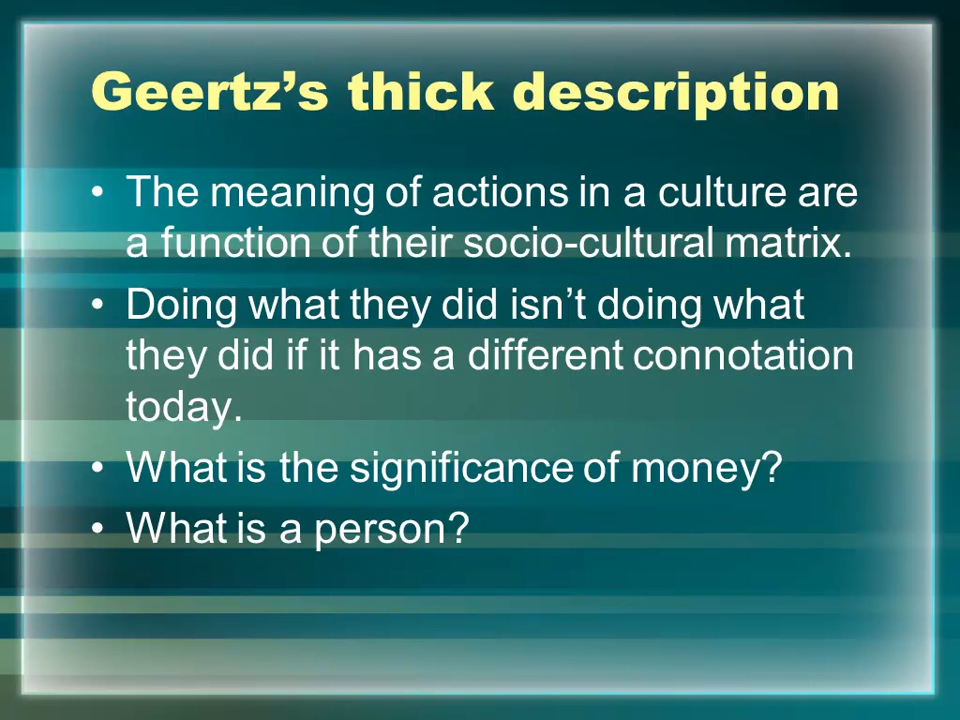 Geertz’s thick description
• The meaning of actions in a culture are
a function of their socio-cultural matrix.
• Doing what they did isn’t doing what
they did if it has a different connotation
today.
• What is the significance of money?
• What is a person?